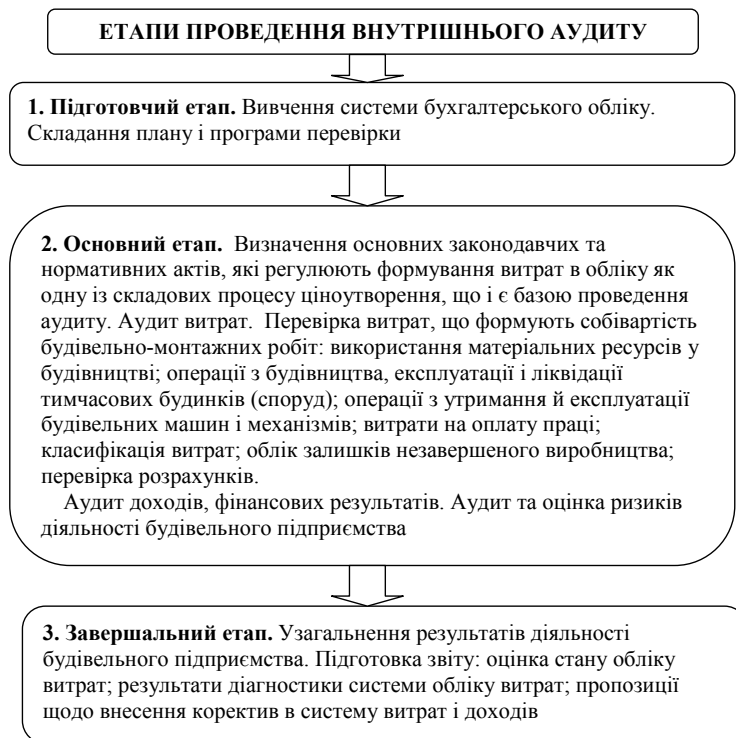 ЕТАПИ ПРОВЕДЕННЯ ВНУТРІШНЬОГО АУДИТУ
1. Підготовчий етап. Вивчення системи бухгалтерського обліку.
Складання плану і програми перевірки
2. Основний етап. Визначення основних законодавчих та
нормативних актів, які регулюють формування витрат в обліку як
одну із складових процесу ціноутворення, що і є базою проведення
аудиту. Аудит витрат. Перевірка витрат, що формують собівартість
будівельно-монтажних робіт: використання матеріальних ресурсів у
будівництві; операції з будівництва, експлуатації і ліквідації
тимчасових будинків (споруд); операції з утримання й експлуатації
будівельних машин і механізмів; витрати на оплату праці;
класифікація витрат; облік залишків незавершеного виробництва;
перевірка розрахунків.
Аудит доходів, фінансових результатів. Аудит та оцінка ризиків
діяльності будівельного підприємства
3. Завершальний етап. Узагальнення результатів діяльності
будівельного підприємства. Підготовка звіту: оцінка стану обліку
витрат; результати діагностики системи обліку витрат; пропозиції
щодо внесення коректив в систему витрат і доходів